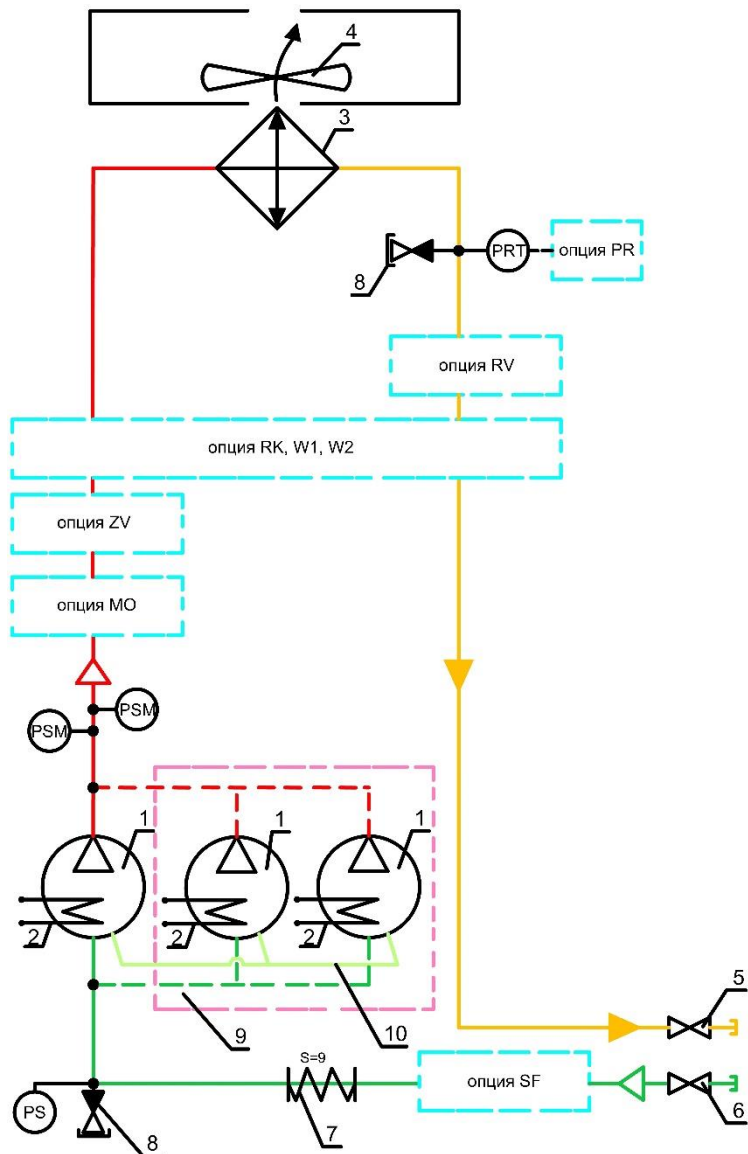 4
3
8
PRT
опция PR
опция RV
опция RK, W1, W2
опция ZV
опция MO
PSM
PSM
1
1
1
2
2
2
9
10
5
S=9
опция SF
PS
8
7
6